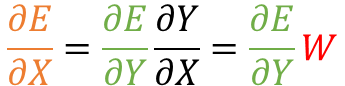 ∂E/∂X = ∂E/∂Y ∂Y/∂X = ∂E/∂Y W